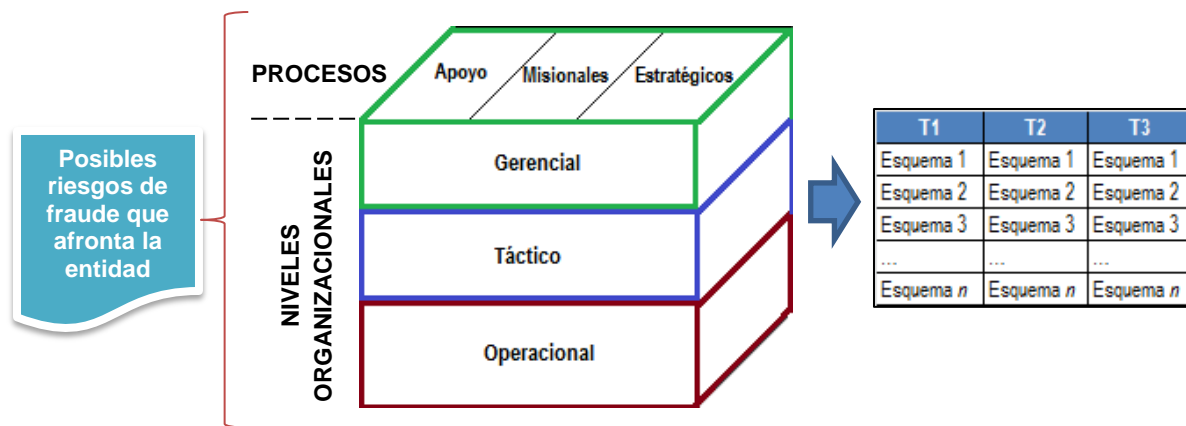 Posibles
riesgos de
fraude que
afronta la
entidad
PROCESOS
Apoyo
Misionales
Estratégicos
NIVELES
ORGANIZACIONALES
Gerencial
Táctico
Operacional
T1 T2 T3
Esquema 1 Esquema 1 Esquema 1
Esquema 2 Esquema 2 Esquema 2
Esquema 3 Esquema 3 Esquema 3
... ... ...
Esquema n Esquema n Esquema n